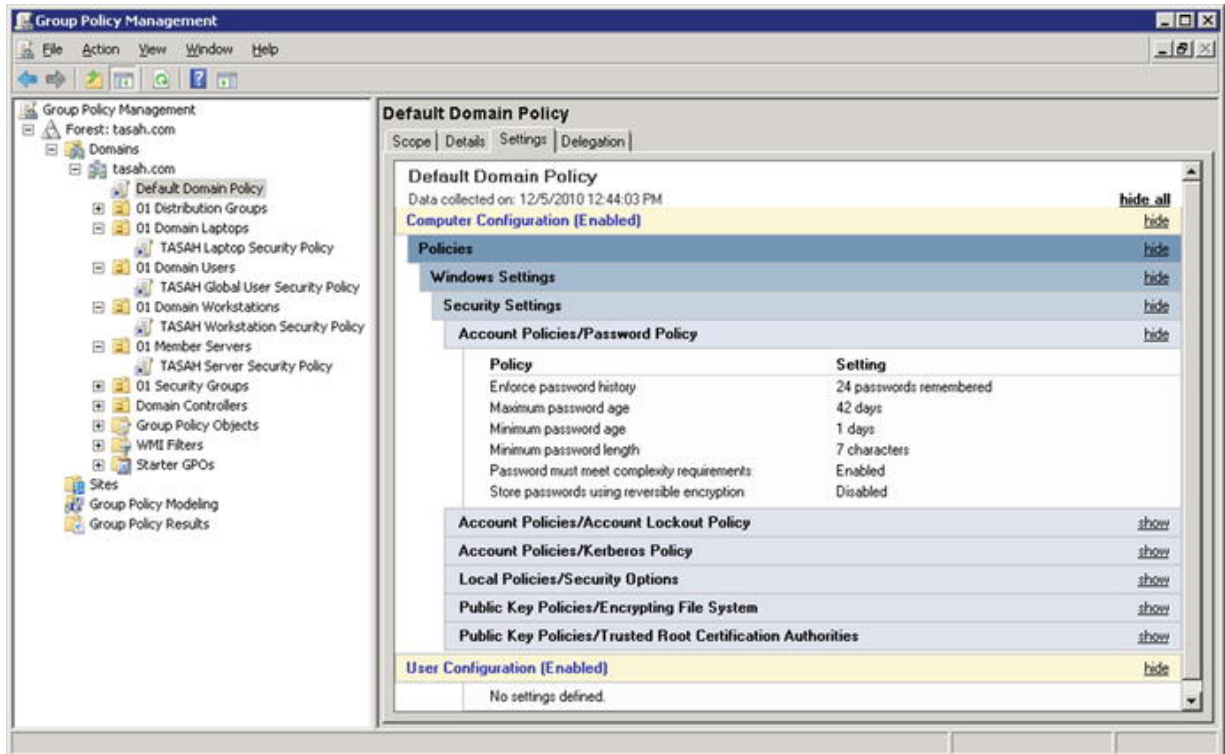 Group Policy Management
File Action View Window Help
Group Policy Management
Forest: tasah.com
Domains
tasah.com
Default Domain Policy
01 Distribution Groups
01 Domain Laptops
TASAH Laptop Security Policy
01 Domain Users
TASAH Global User Security Policy
01 Domain Workstations
TASAH Workstation Security Policy
01 Member Servers
TASAH Server Security Policy
01 Security Groups
Domain Controllers
Group Policy Objects
WMI Filters
Starter GPOs
Sites
Group Policy Modeling
Group Policy Results
Default Domain Policy
Scope Details Settings Delegation
Default Domain Policy
Data collected on: 12/5/2010 12:44:03 PM hide all
Computer Configuration (Enabled) hide
Policies hide
Windows Settings hide
Security Settings hide
Account Policies/Password Policy hide
Policy Setting
Enforce password history 24 passwords remembered
Maximum password age 42 days
Minimum password age 1 days
Minimum password length 7 characters
Password must meet complexity requirements Enabled
Store passwords using reversible encryption Disabled
Account Policies/Account Lockout Policy show
Account Policies/Kerberos Policy show
Local Policies/Security Options show
Public Key Policies/Encrypting File System show
Public Key Policies/Trusted Root Certification Authorities show
User Configuration (Enabled) hide
No settings defined.